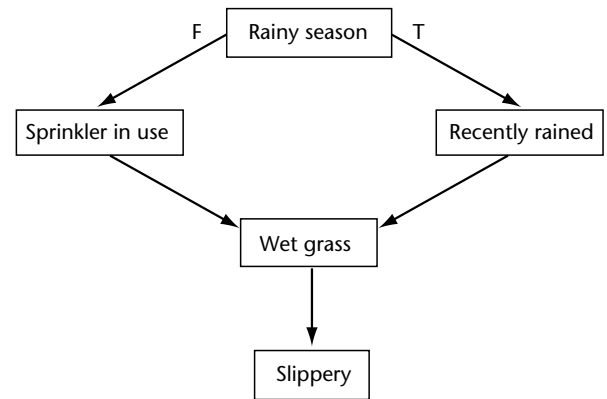 F
Rainy season
T
Sprinkler in use
Recently rained
Wet grass
Slippery